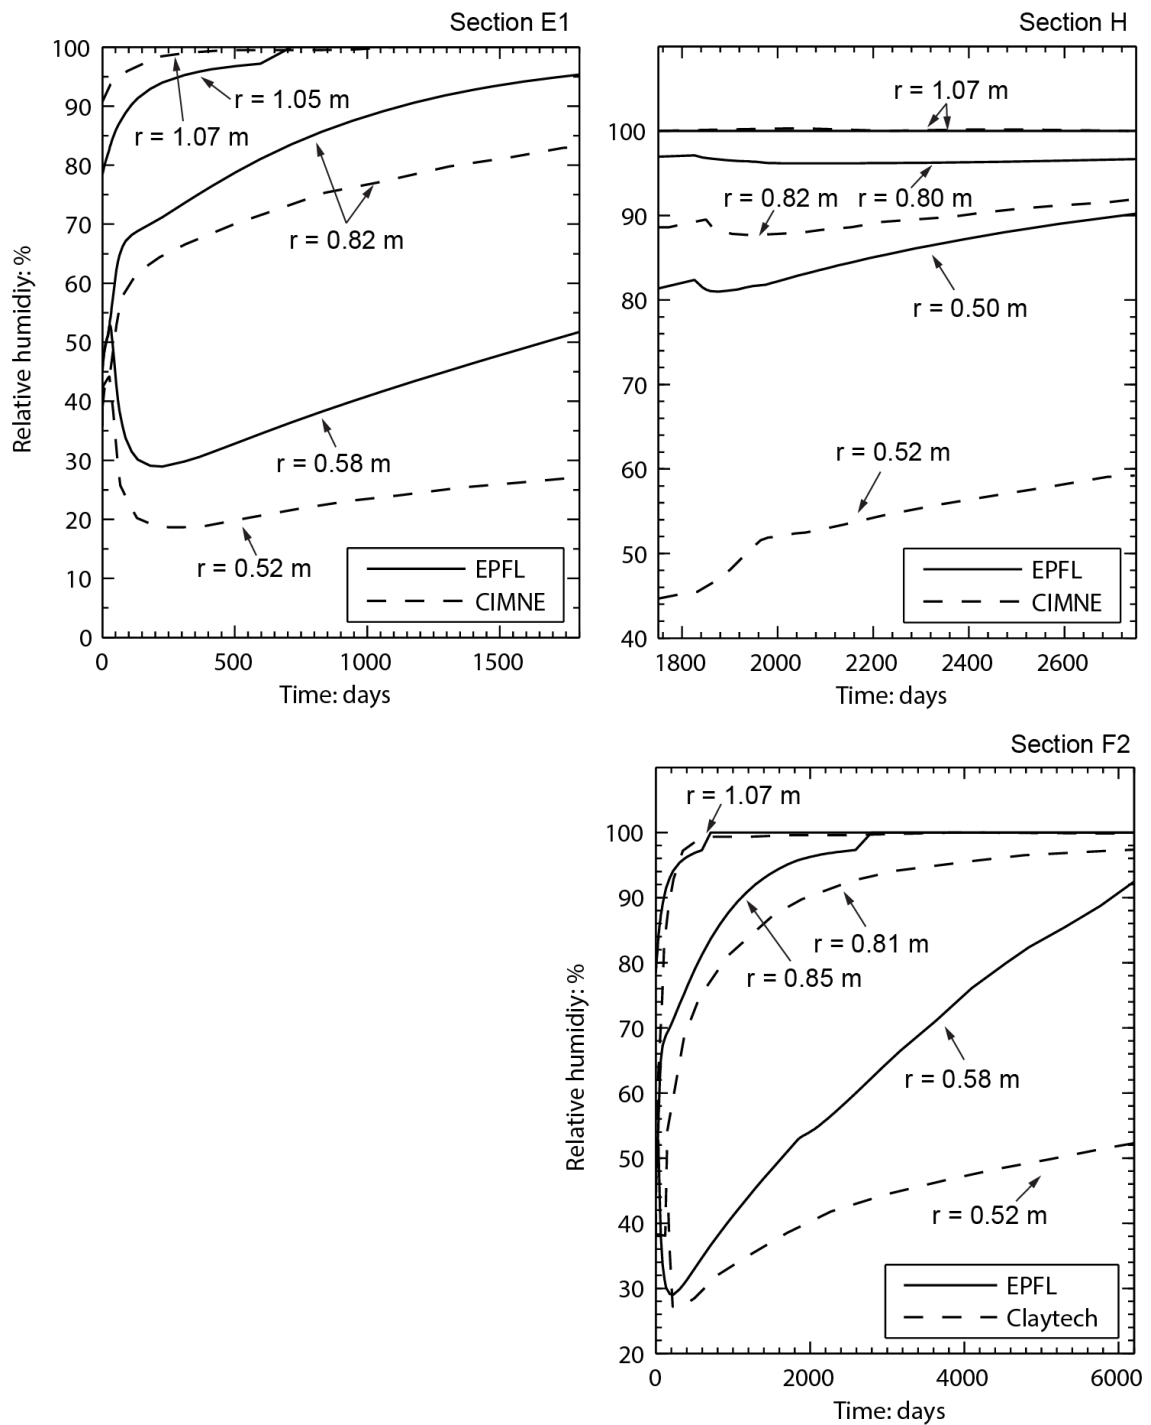 Section E1
100
90
80
70
60
50
40
30
20
10
0
Relative humidiy: %
r = 1.05 m
r = 1.07 m
r = 0.82 m
r = 0.58 m
r = 0.52 m
EPFL
CIMNE
0 500 1000 1500
Time: days
Section H
100
90
80
70
60
50
40
r = 1.07 m
r = 0.82 m r = 0.80 m
r = 0.50 m
r = 0.52 m
EPFL
CIMNE
1800 2000 2200 2400 2600
Time: days
Section F2
100
90
80
70
60
50
40
30
20
Relative humidiy: %
r = 1.07 m
r = 0.81 m
r = 0.85 m
r = 0.58 m
r = 0.52 m
EPFL
Claytech
0 2000 4000 6000
Time: days